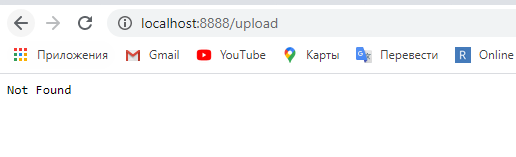 localhost:8888/upload
Приложения Gmail YouTube Карты Перевести R Online
Not Found